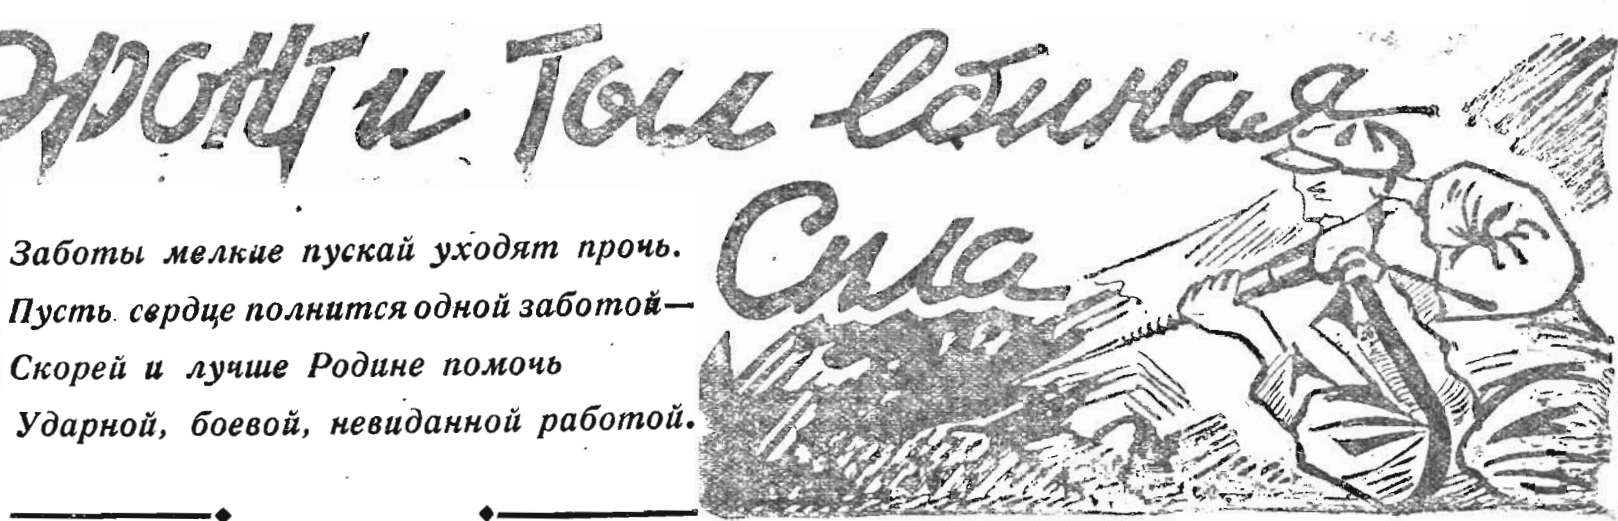 Фронт и Тыл единая
Сила
Заботы мелкие пускай уходят прочь.
Пусть сердце полнится одной заботой—
Скорей и лучше Родине помочь
Ударной, боевой, невиданной работой.